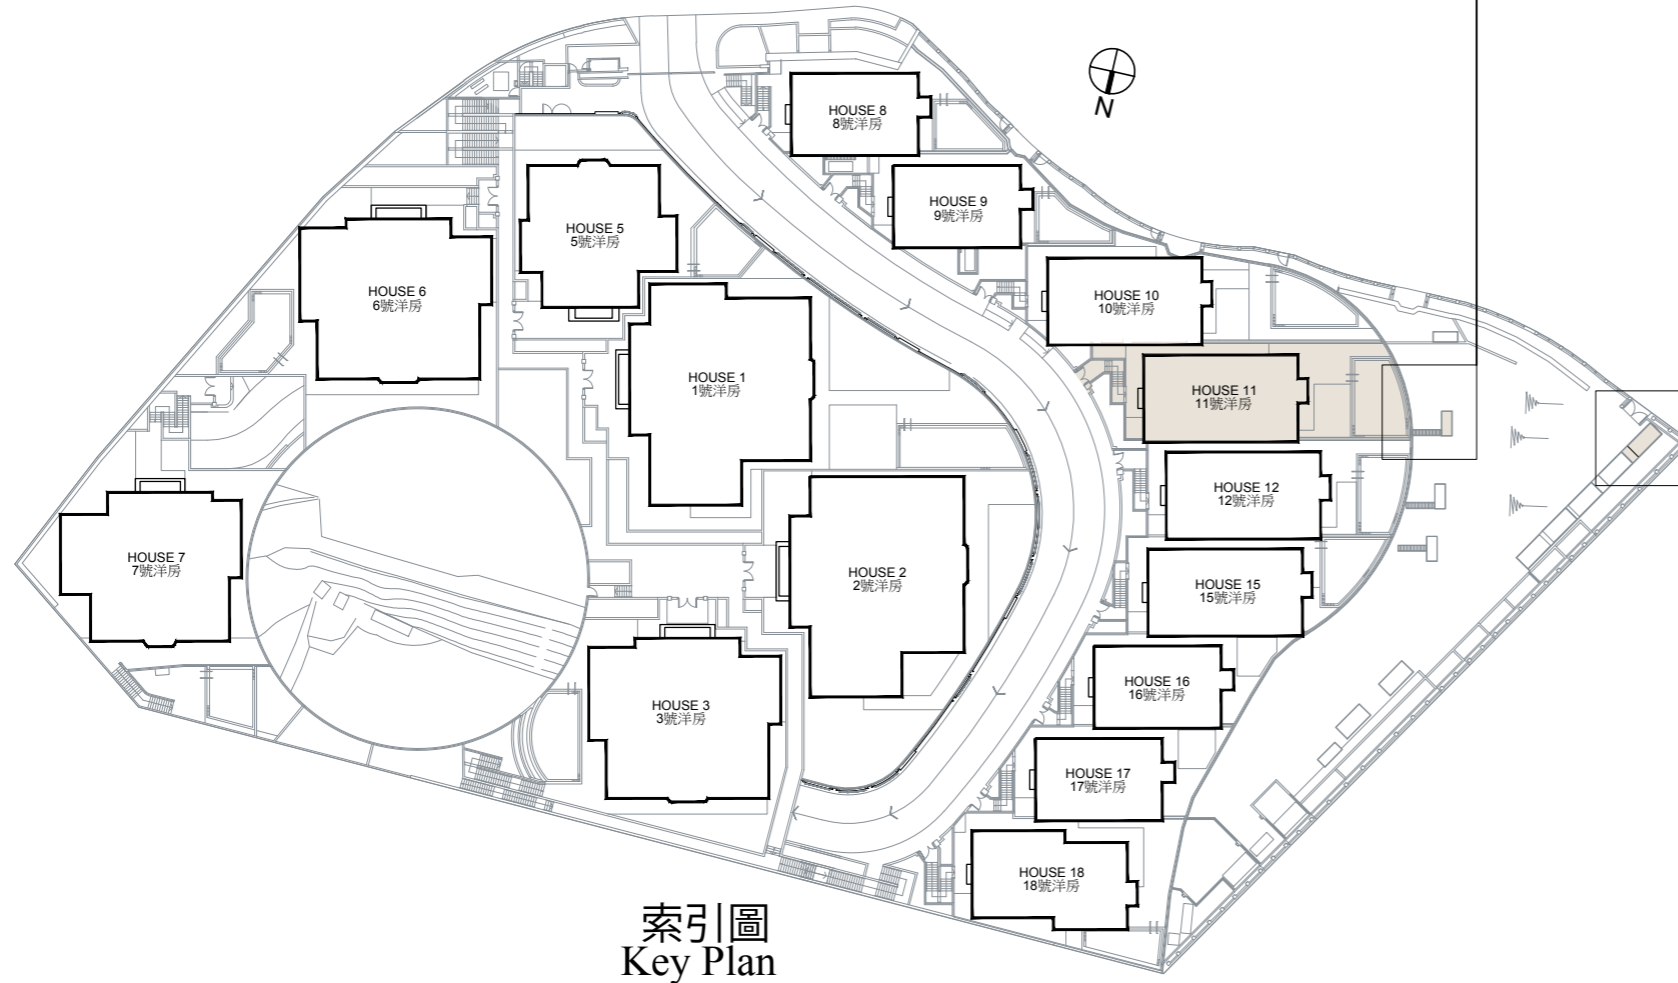 HOUSE 8
8號洋房
N
HOUSE 9
9號洋房
HOUSE 5
5號洋房
HOUSE 6
6號洋房
HOUSE 10
10號洋房
HOUSE 1
1號洋房
HOUSE 11
11號洋房
HOUSE 12
12號洋房
HOUSE 7
7號洋房
HOUSE 2
2號洋房
HOUSE 15
15號洋房
HOUSE 3
3號洋房
HOUSE 16
16號洋房
HOUSE 17
17號洋房
HOUSE 18
18號洋房
索引圖
Key Plan